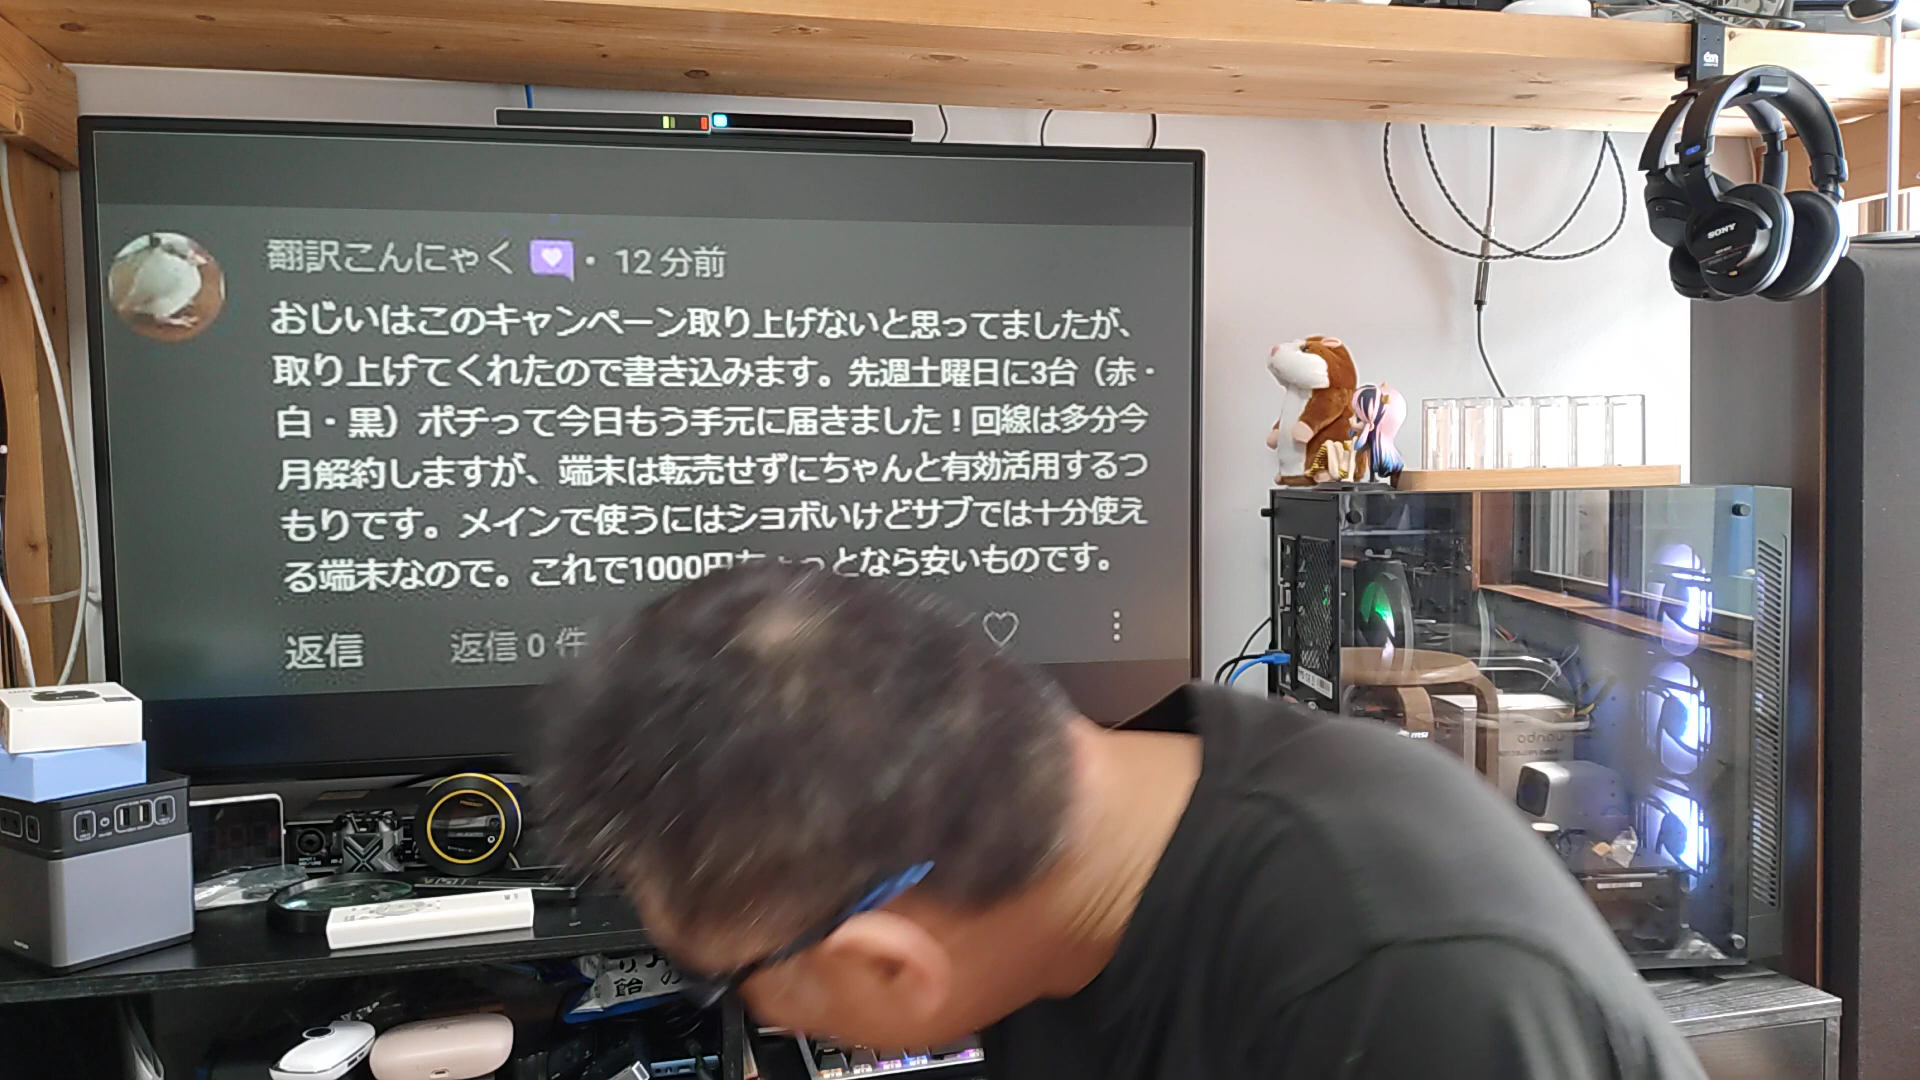 翻訳こんにゃく ・ 12 分前
おじいはこのキャンペーン取り上げないと思ってましたが、
取り上げてくれたので書き込みます。先週土曜日に3台（赤・
白・黒）ポチって今日もう手元に届きました！回線は多分今
月解約しますが、端末は転売せずにちゃんと有効活用するつ
もりです。メインで使うにはショボいけどサブでは十分使え
る端末なので。これで1000円ちょっとなら安いものです。
返信 返信 0 件
SONY
msi
飴
の